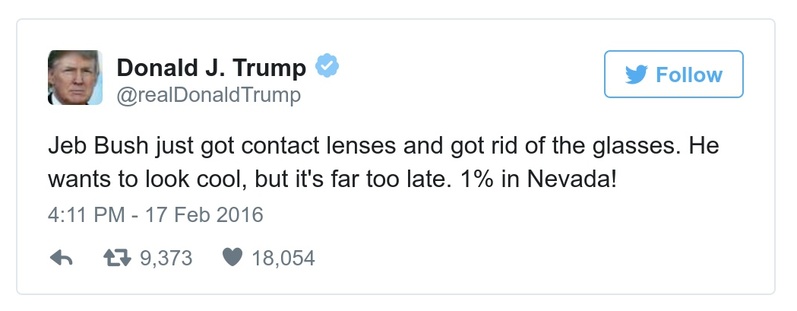 Donald J. Trump
@realDonaldTrump
Follow
Jeb Bush just got contact lenses and got rid of the glasses. He
wants to look cool, but it's far too late. 1% in Nevada!
4:11 PM - 17 Feb 2016
9,373 18,054